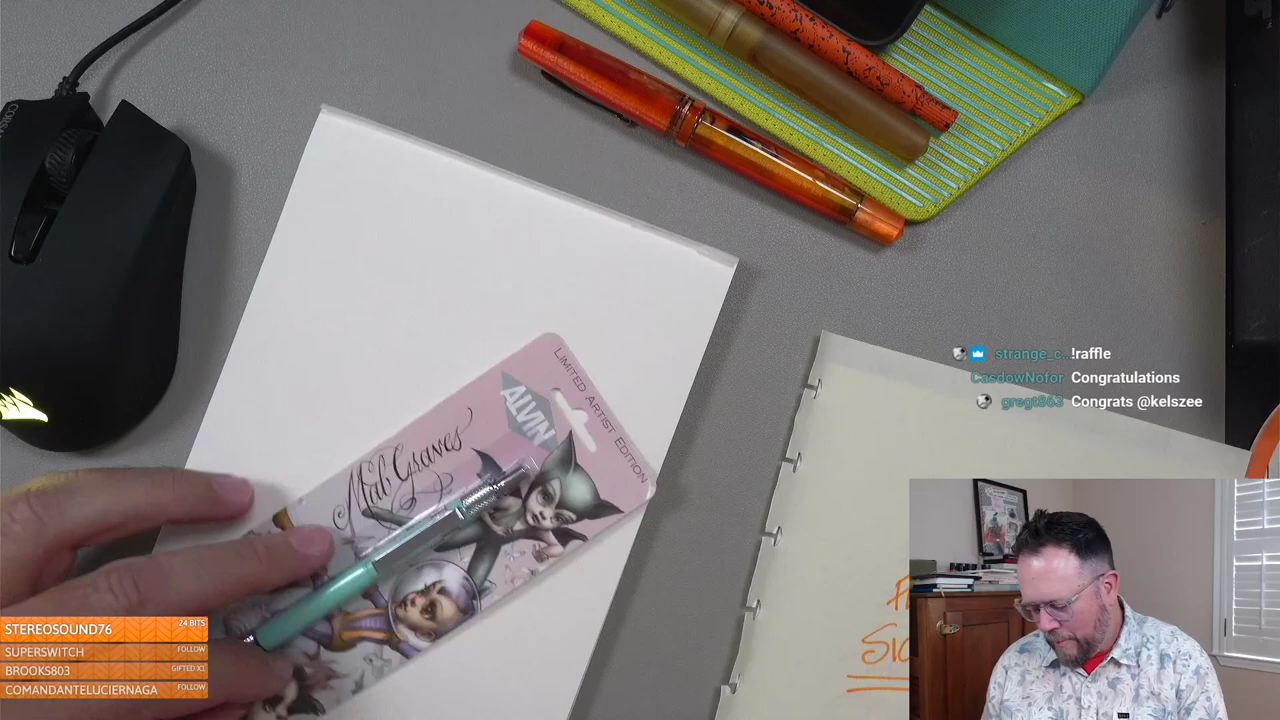 CORSAIR
LIMITED ARTIST EDITION
ALVIN
Mab Graves
strange_c... !raffle
CasdowNofor Congratulations
gregt863 Congrats @kelszee
STEREOSOUND76 24 BITS
SUPERSWITCH FOLLOW
BROOKS803 GIFTED X1
COMANDANTELUCIERNAGA FOLLOW